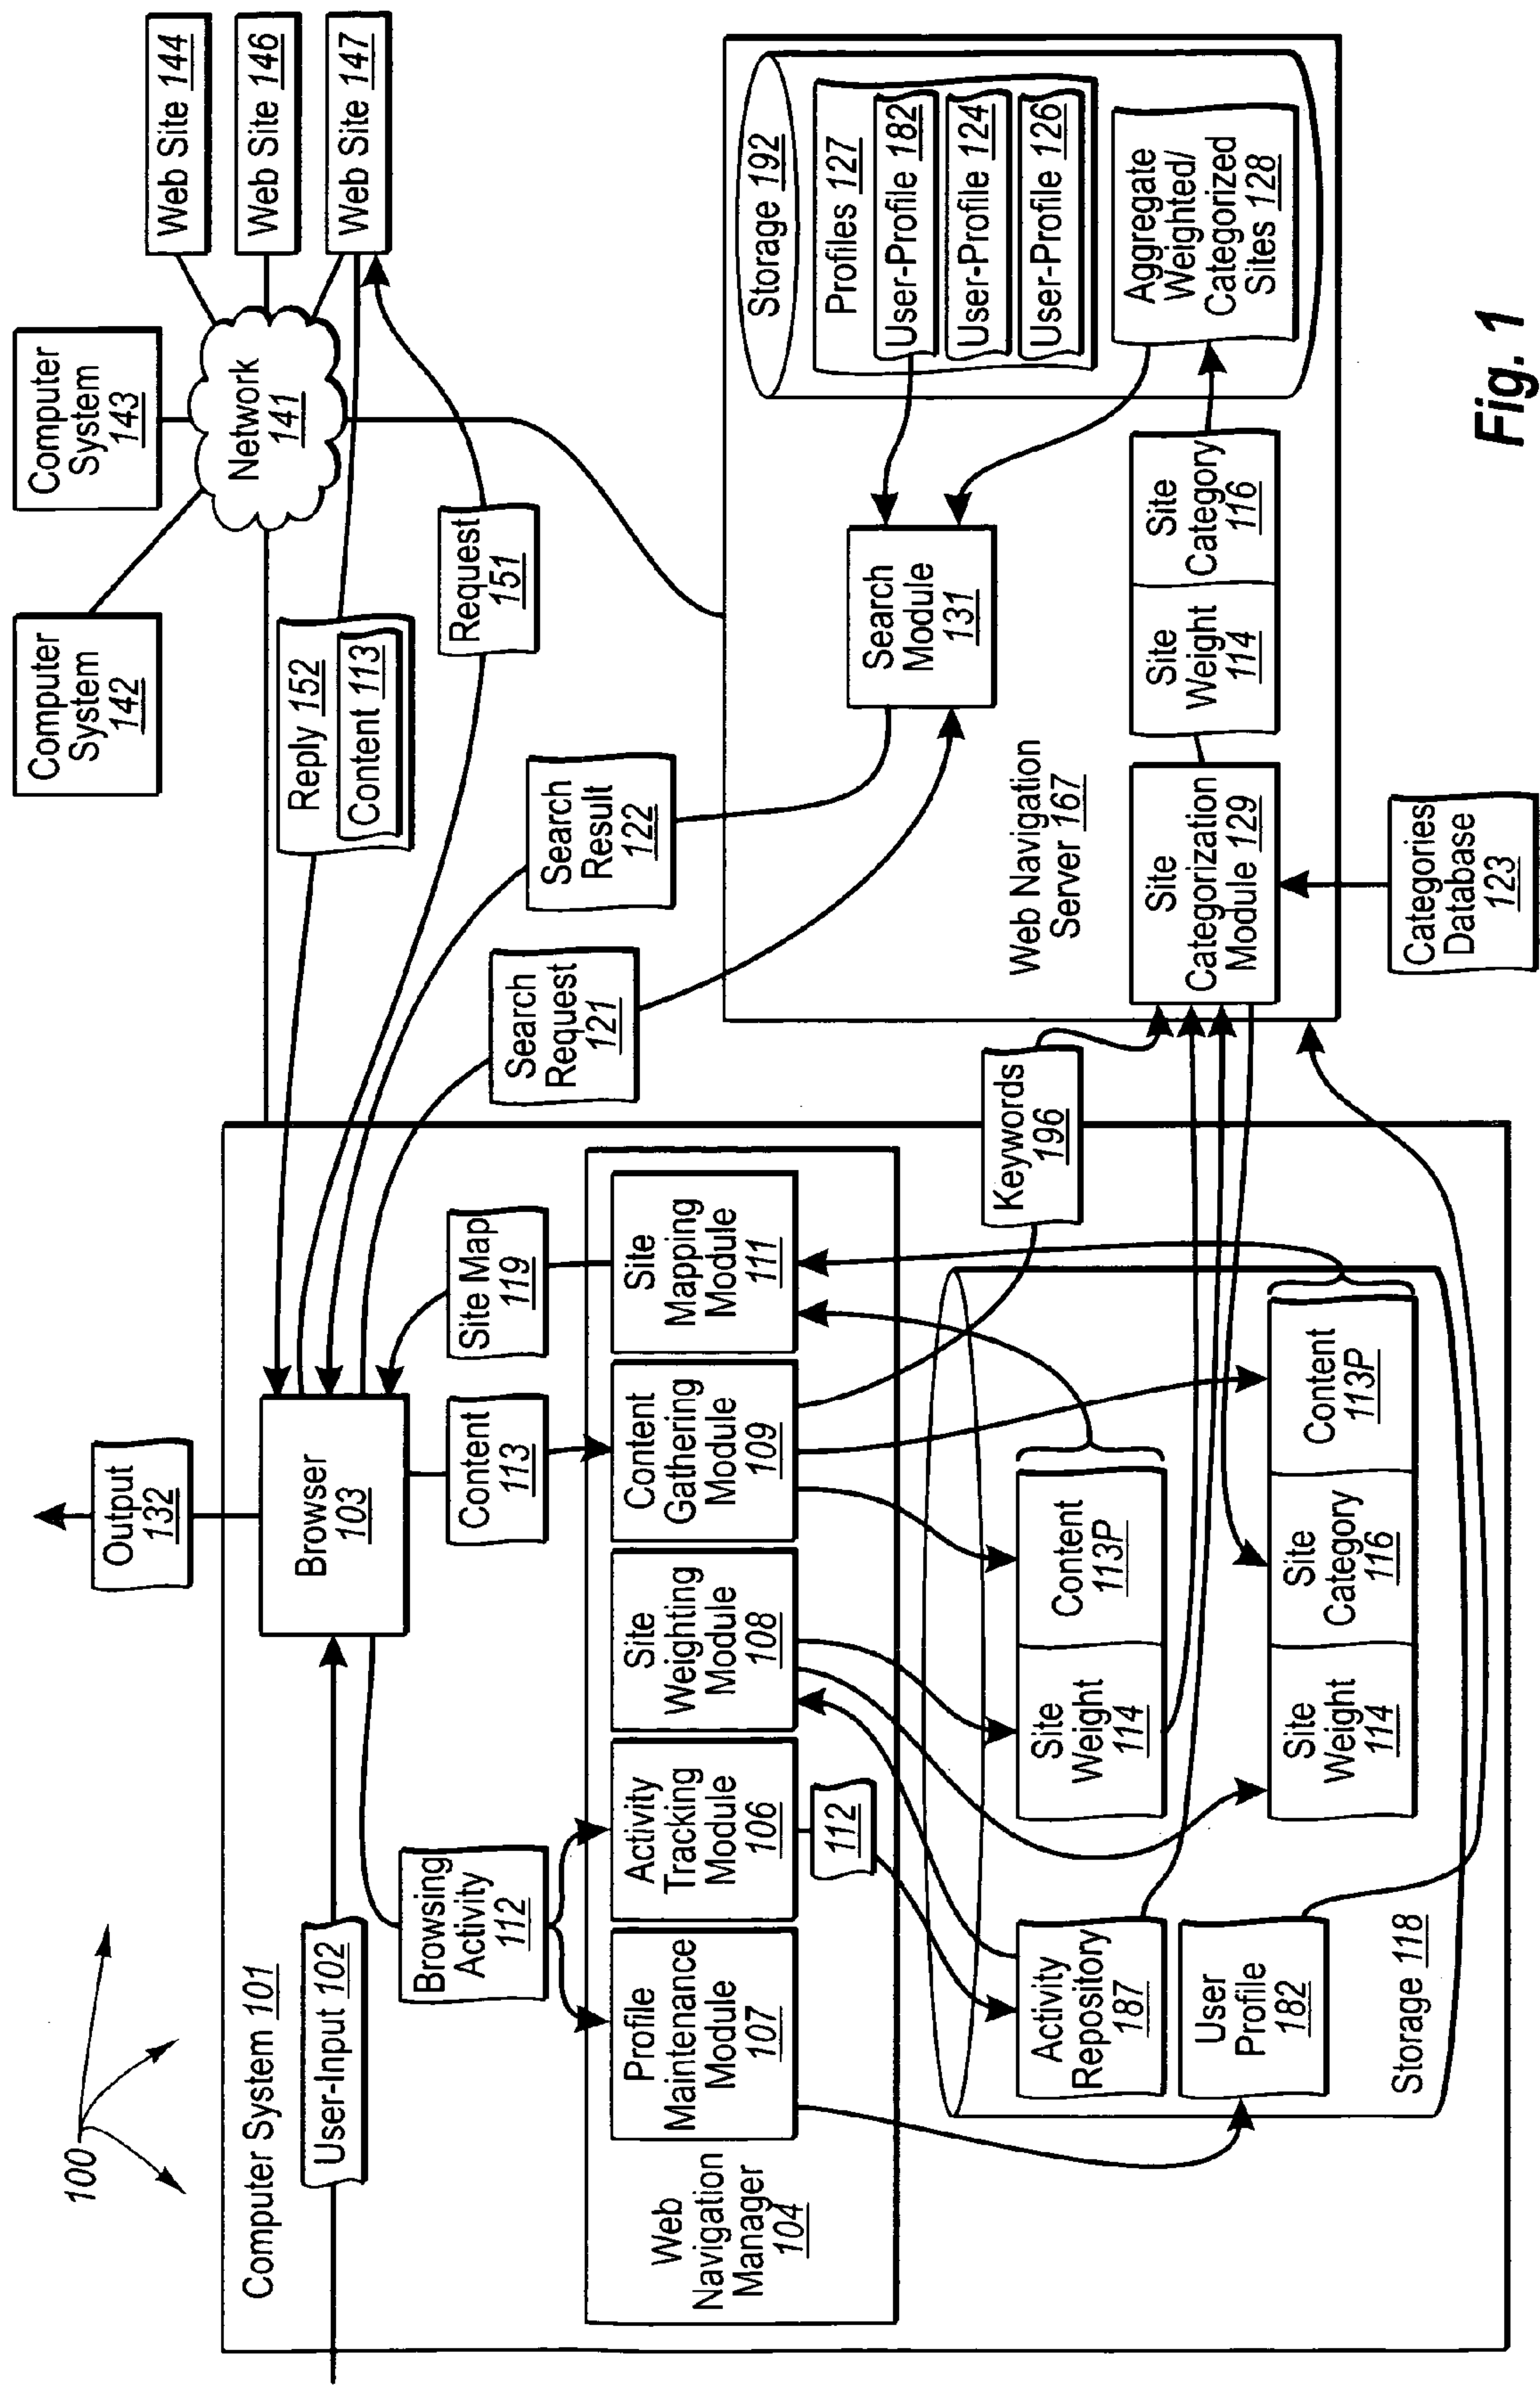 100
Computer System 101
User-Input 102
Output
132
Browser
103
Browsing
Activity
112
Content
113
Site Map
119
Web
Navigation
Manager
104
Profile
Maintenance
Module
107
Activity
Tracking
Module
106
Site
Weighting
Module
108
Content
Gathering
Module
109
Site
Mapping
Module
111
112
Activity
Repository
187
User
Profile
182
Storage 118
Site
Weight
114
Content
113P
Site
Weight
114
Site
Category
116
Content
113P
Keywords
196
Computer
System
142
Computer
System
143
Network
141
Web Site 144
Web Site 146
Web Site 147
Reply 152
Content 113
Request
151
Search
Result
122
Search
Request
121
Web Navigation
Server 167
Search
Module
131
Storage 192
Profiles 127
User-Profile 182
User-Profile 124
User-Profile 126
Aggregate
Weighted/
Categorized
Sites 128
Site
Categorization
Module 129
Site
Weight
114
Site
Category
116
Categories
Database
123
Fig. 1